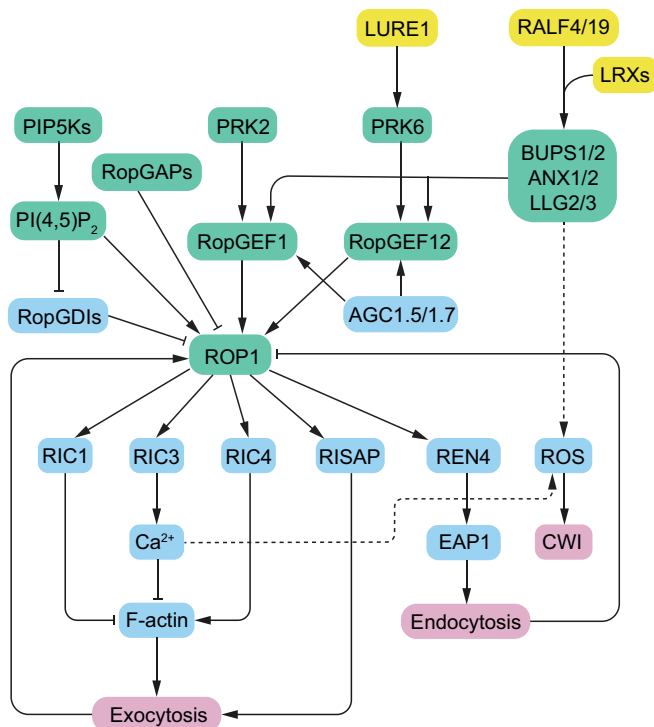 LURE1
RALF4/19
LRXs
PIP5Ks
PRK2
PRK6
RopGAPs
BUPS1/2
ANX1/2
LLG2/3
PI(4,5)P₂
RopGEF1
RopGEF12
RopGDIs
AGC1.5/1.7
ROP1
RIC1
RIC3
RIC4
RISAP
REN4
ROS
Ca²⁺
EAP1
CWI
F-actin
Endocytosis
Exocytosis